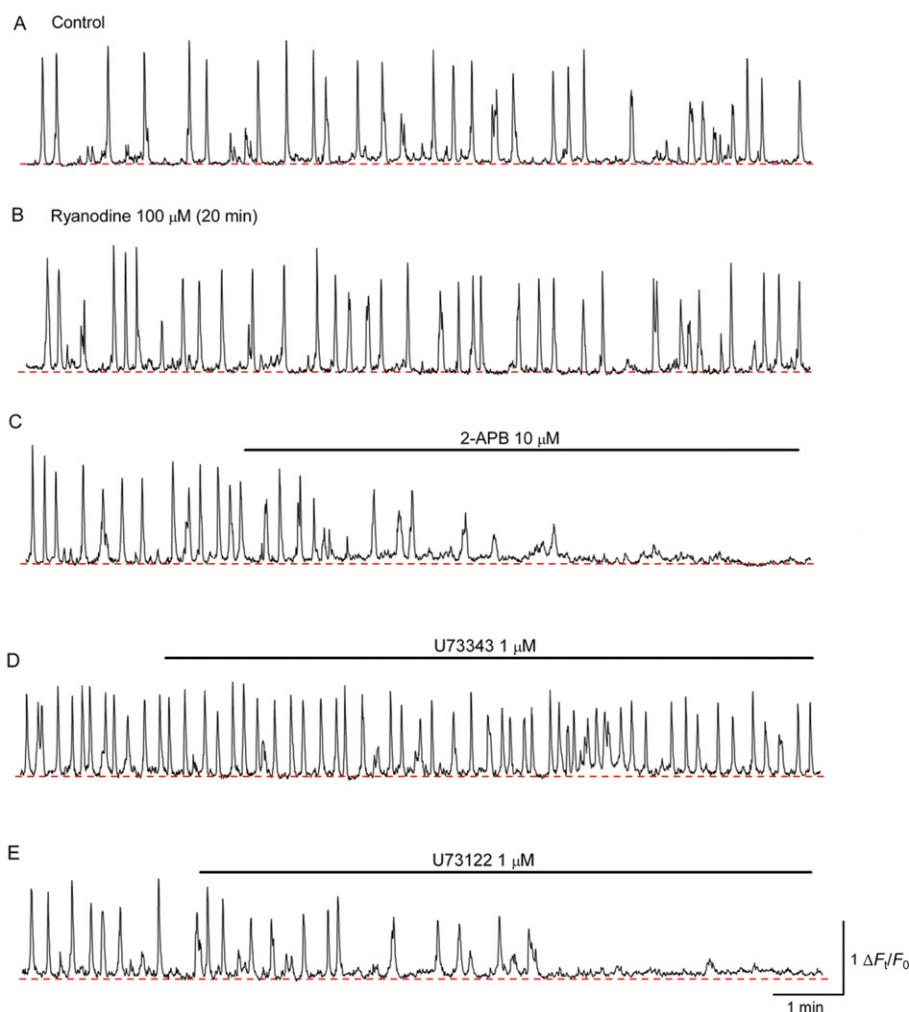 A Control
B Ryanodine 100 μM (20 min)
C
2-APB 10 μM
U73343 1 μM
D
E
U73122 1 μM
1 ΔFt/F0
1 min